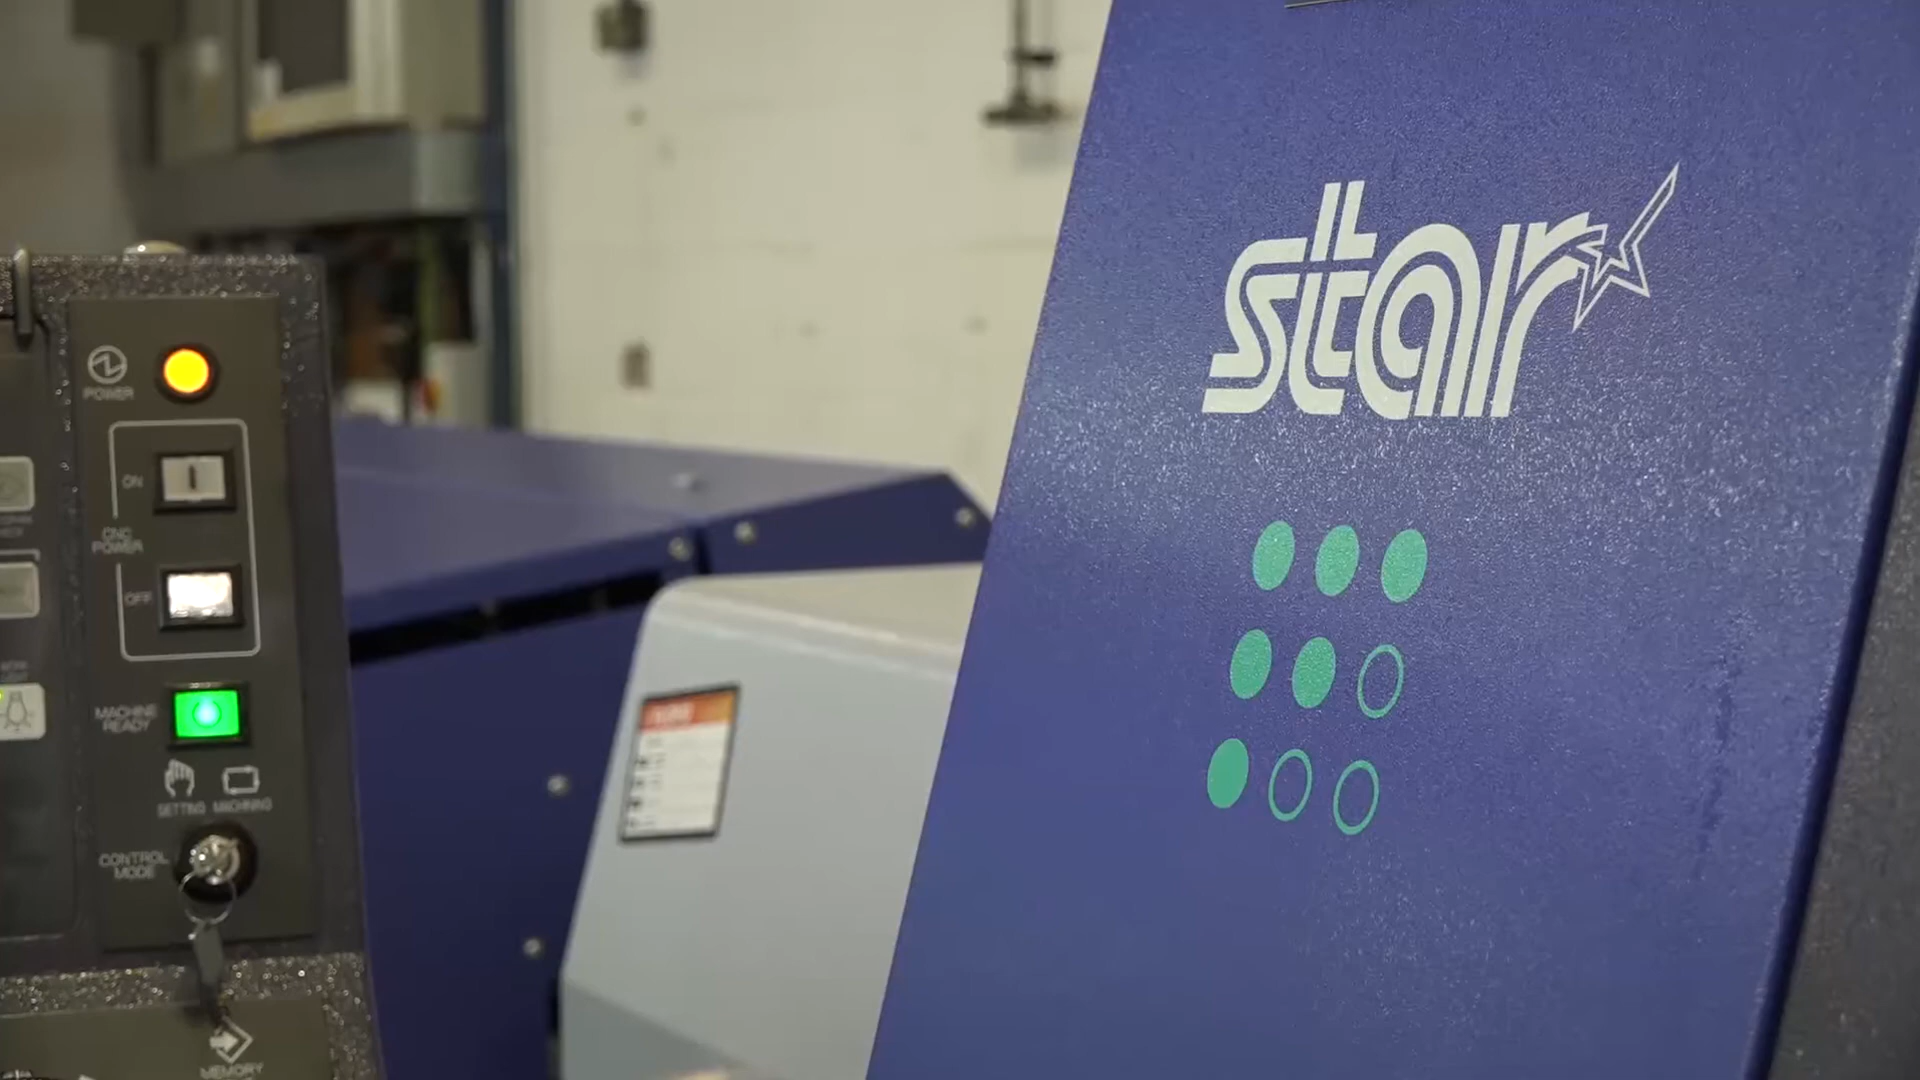 star
POWER
ON
CNC
POWER
OFF
MACHINE
READY
SETTING MACHINING
CONTROL
MODE
MEMORY